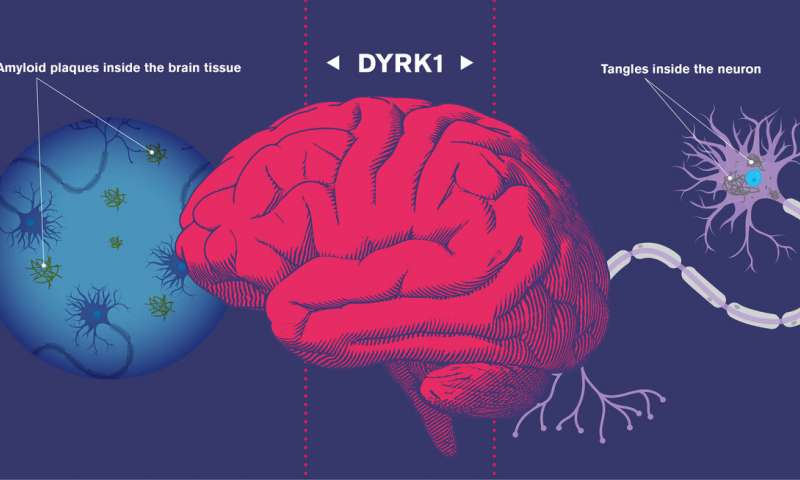 Amyloid plaques inside the brain tissue
DYRK1
Tangles inside the neuron